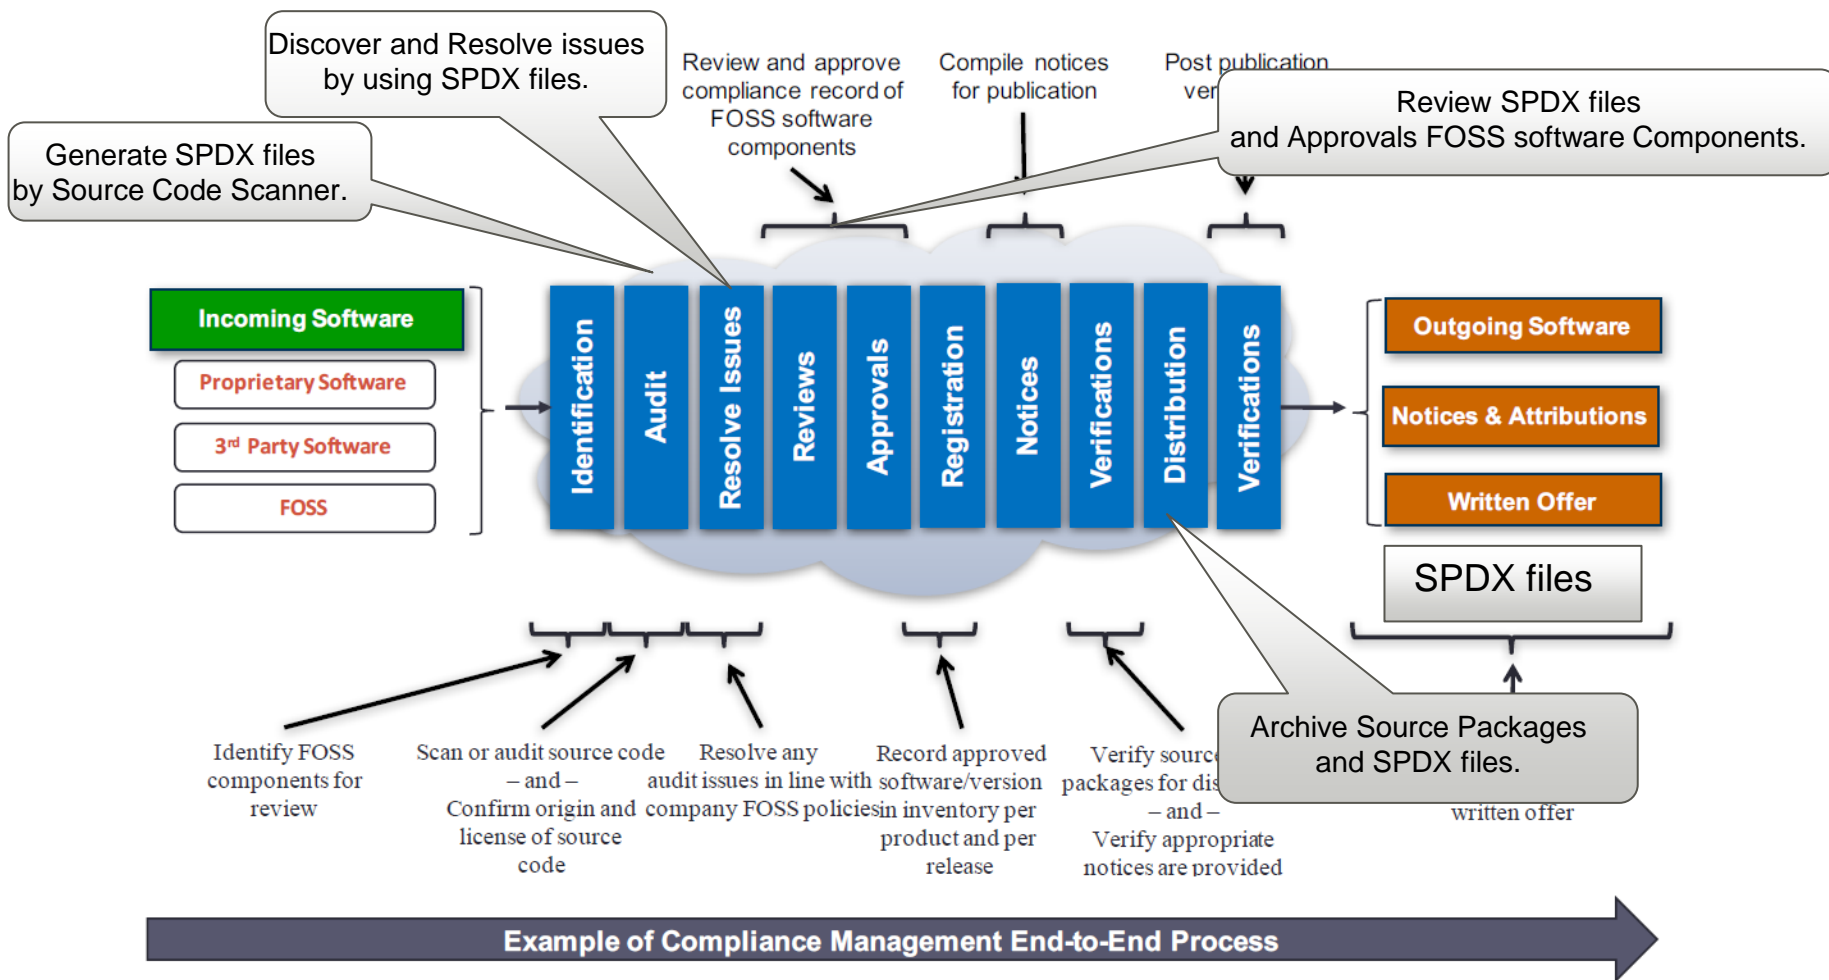 Discover and Resolve issues
by using SPDX files.
Generate SPDX files
by Source Code Scanner.
Review and approve
compliance record of
FOSS software
components
Compile notices
for publication
Post publication
Review SPDX files
and Approvals FOSS software Components.
Incoming Software
Proprietary Software
3rd Party Software
FOSS
Identification
Audit
Resolve Issues
Reviews
Approvals
Registration
Notices
Verifications
Distribution
Verifications
Outgoing Software
Notices & Attributions
Written Offer
SPDX files
Identify FOSS
components for
review
Scan or audit source code
– and –
Confirm origin and
license of source
code
Resolve any
audit issues in line with
company FOSS policies
Record approved
software/version
in inventory per
product and per
release
Verify source
packages for
– and –
Verify appropriate
notices are provided
Archive Source Packages
and SPDX files.
written offer
Example of Compliance Management End-to-End Process